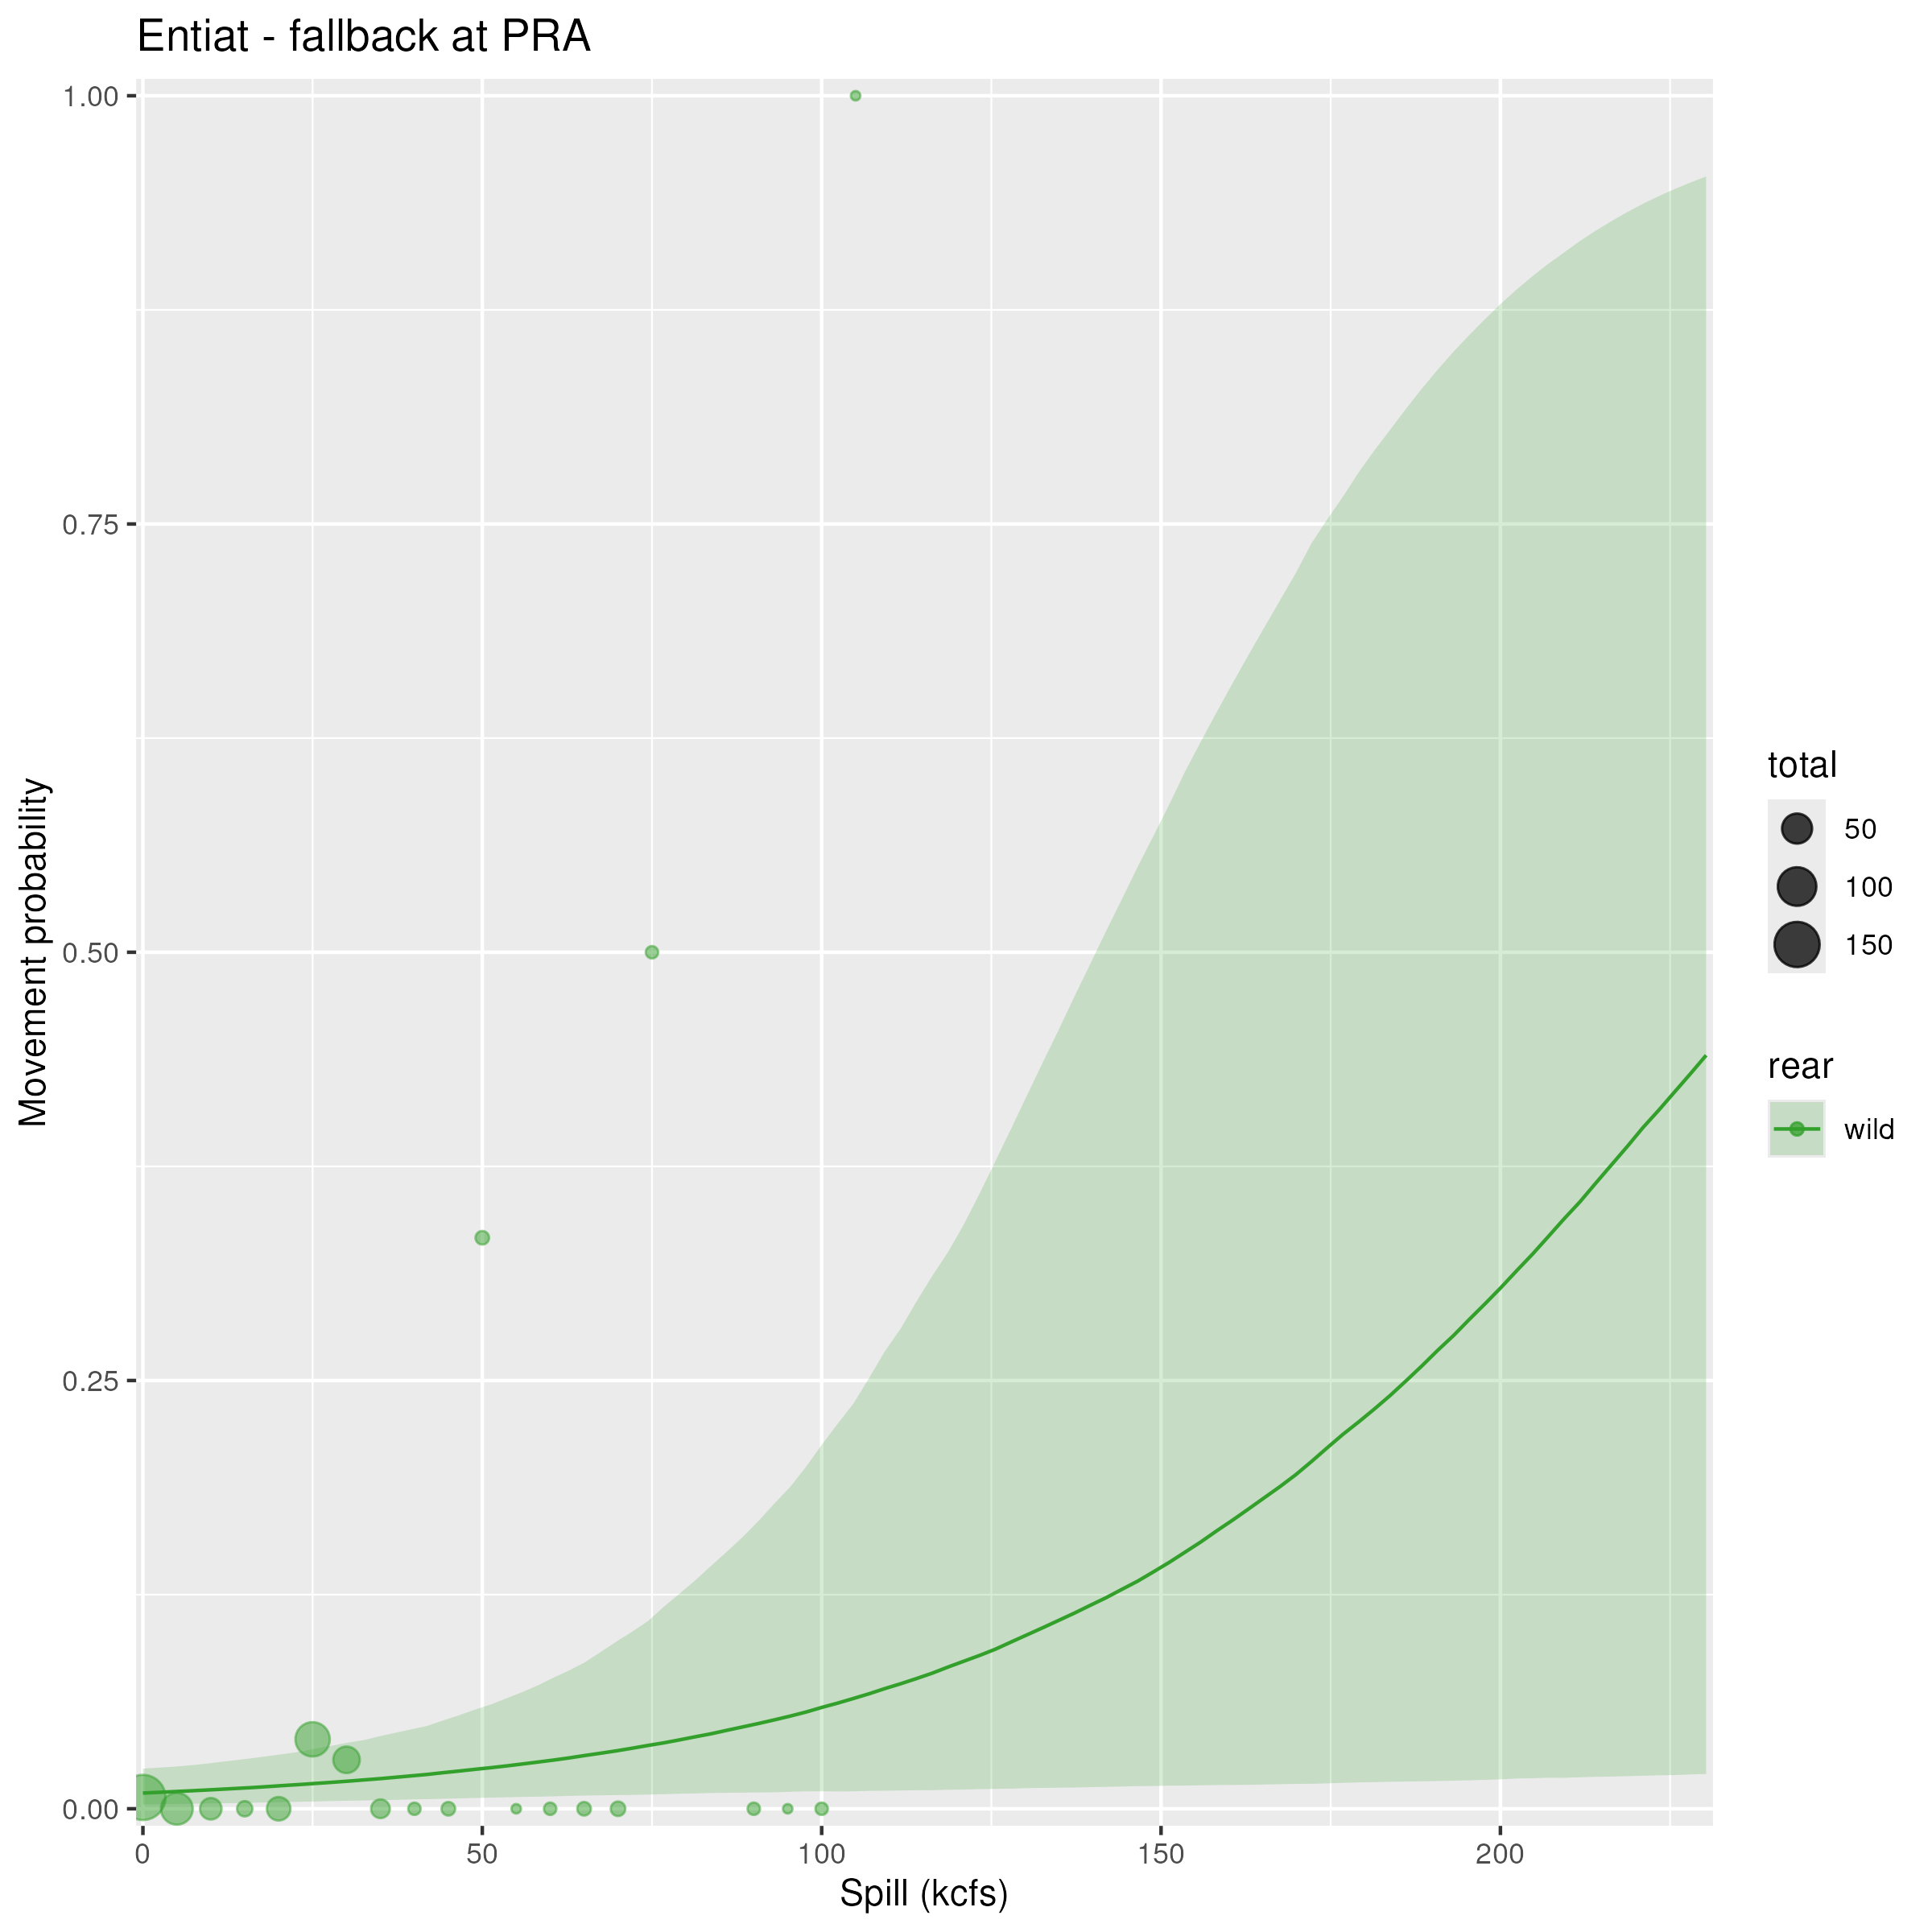 Entiat - fallback at PRA
1.00
0.75
0.50
0.25
0.00
Movement probability
0
50
100
150
200
Spill (kcfs)
total
50
100
150
rear
wild